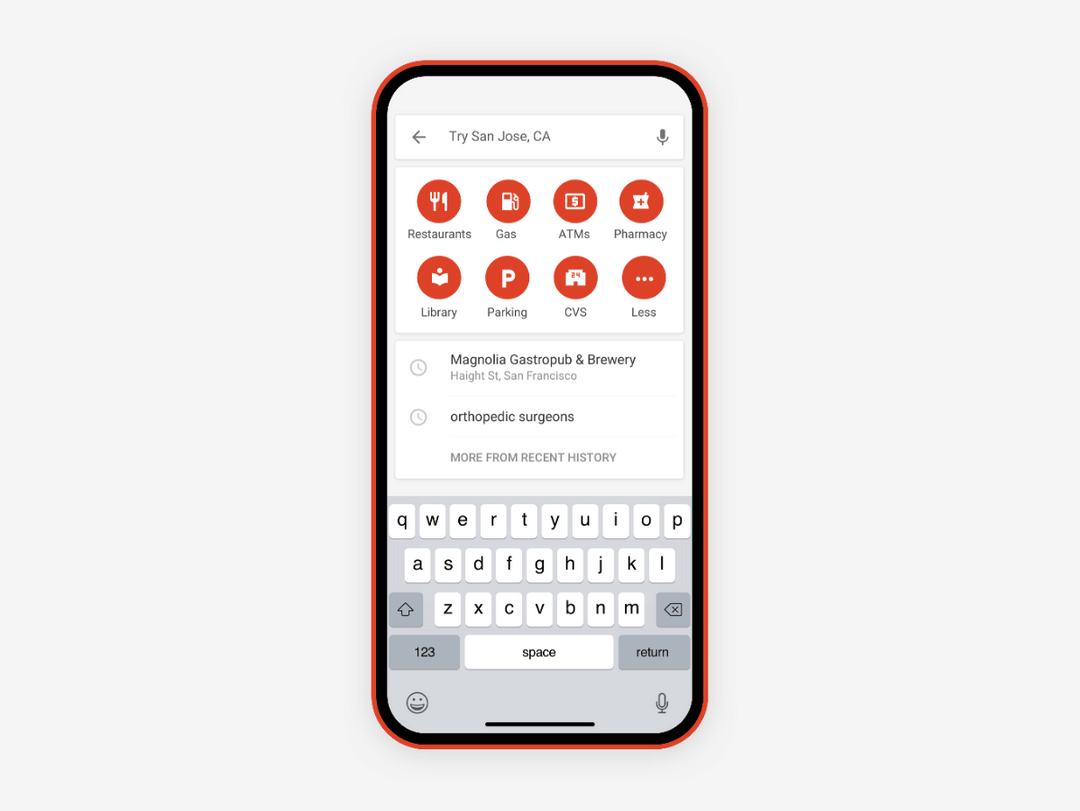 Try San Jose, CA
Restaurants Gas ATMs Pharmacy
Library Parking CVS Less
Magnolia Gastropub & Brewery
Haight St, San Francisco
orthopedic surgeons
MORE FROM RECENT HISTORY
q w e r t y u i o p
a s d f g h j k l
z x c v b n m
123 space return